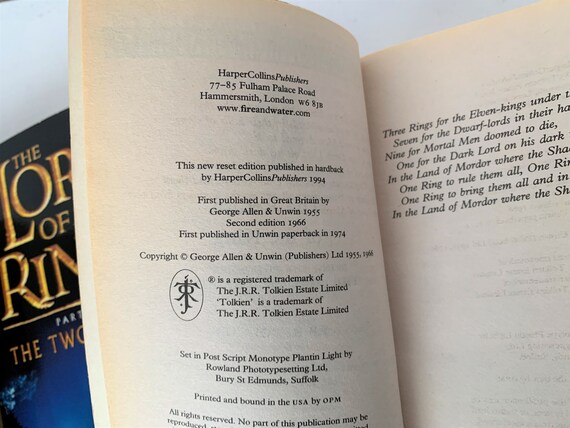 HarperCollinsPublishers
77–85 Fulham Palace Road
Hammersmith, London W6 8JB
www.fireandwater.com
This new reset edition published in hardback
by HarperCollinsPublishers 1994
First published in Great Britain by
George Allen & Unwin 1955
Second edition 1966
First published in Unwin paperback in 1974
Copyright © George Allen & Unwin (Publishers) Ltd 1955, 1966
® is a registered trademark of
The J.R.R. Tolkien Estate Limited
'Tolkien' is a trademark of
The J.R.R. Tolkien Estate Limited
Set in Post Script Monotype Plantin Light by
Rowland Phototypesetting Ltd,
Bury St Edmunds, Suffolk
Printed and bound in the USA by OPM
All rights reserved. No part of this publication may be
Three Rings for the Elven-kings under
Seven for the Dwarf-lords in their
Nine for Mortal Men doomed to die,
One for the Dark Lord on his dark
In the Land of Mordor where the
One Ring to rule them all, One
One Ring to bring them all and in
In the Land of Mordor where the
THE
LOR
OF
RIN
PART
THE TWO